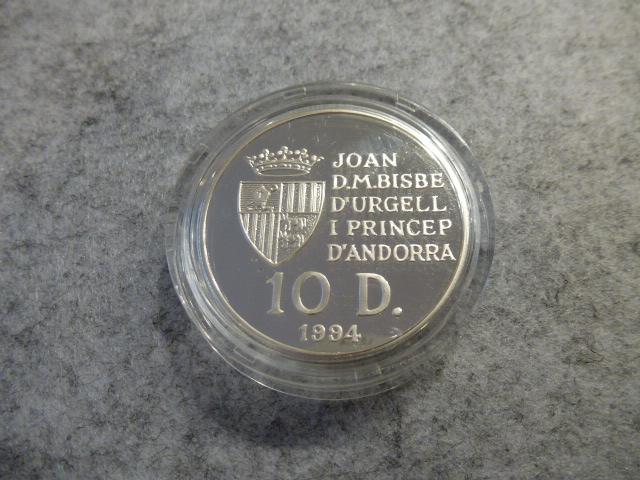 JOAN
D.M.BISBE
D'URGELL
I PRINCEP
D'ANDORRA
10 D.
1994